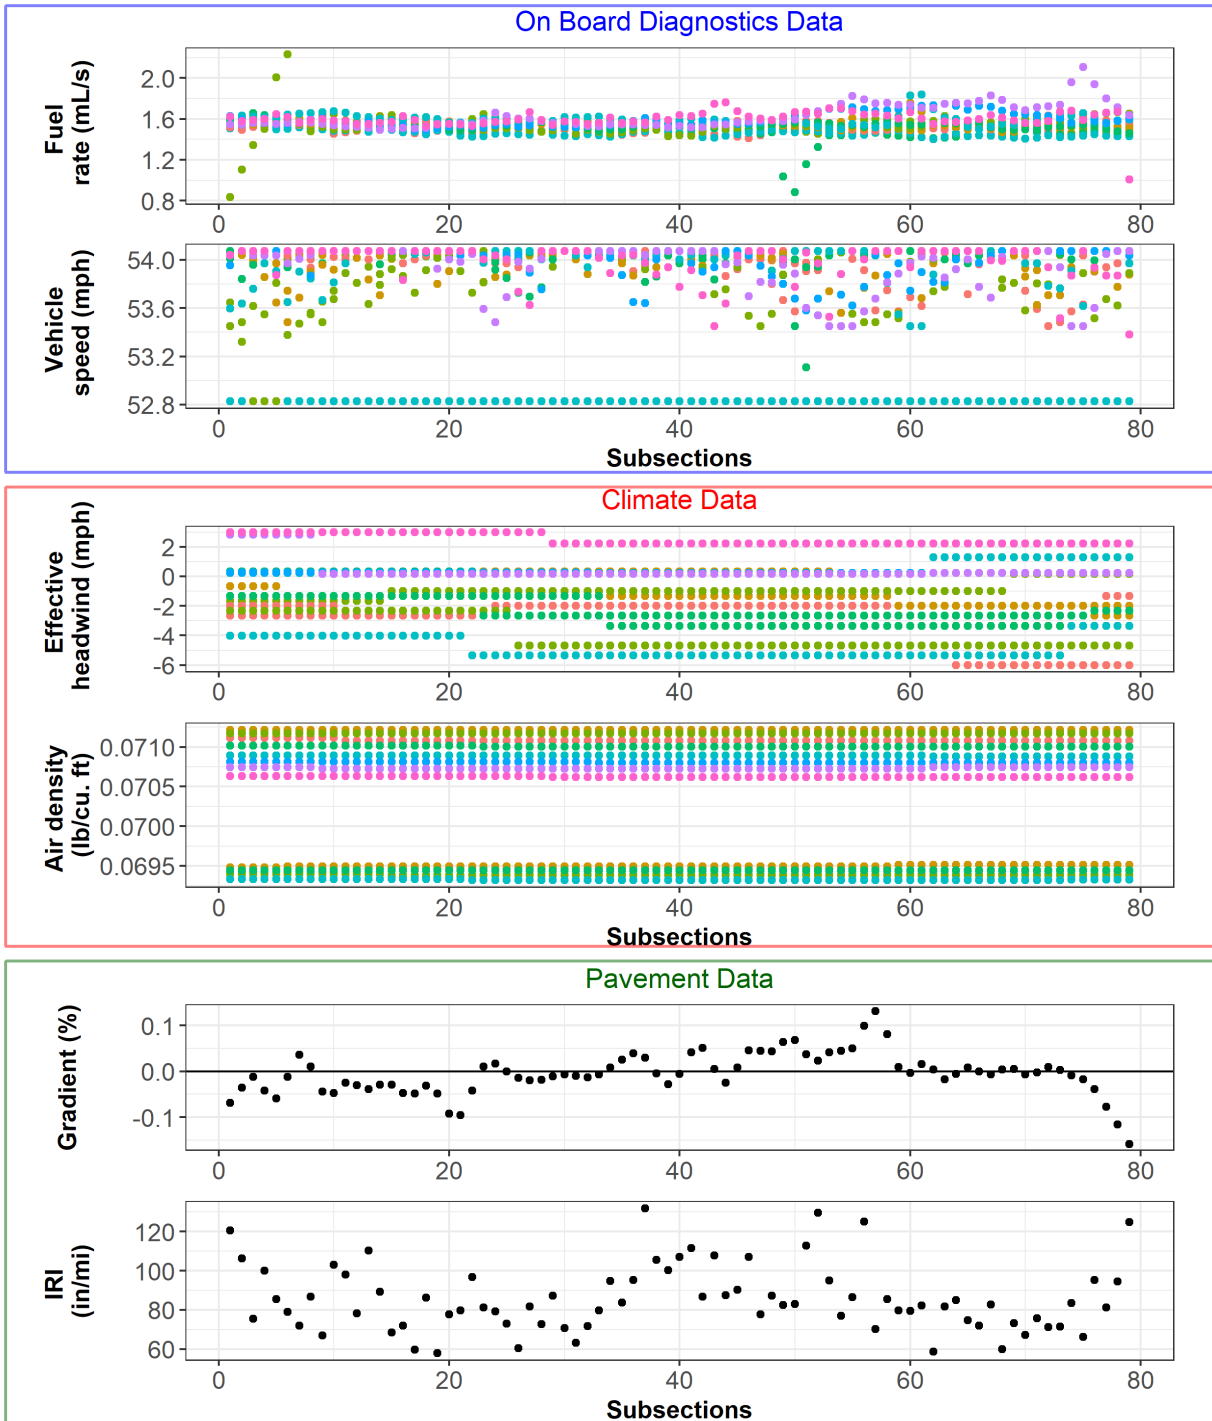 On Board Diagnostics Data
Fuel
rate (mL/s)
2.0
1.6
1.2
0.8
0 20 40 60 80
Vehicle
speed (mph)
54.0
53.6
53.2
52.8
0 20 40 60 80
Subsections
Climate Data
Effective
headwind (mph)
2
0
-2
-4
-6
0 20 40 60 80
Air density
(lb/cu. ft)
0.0710
0.0705
0.0700
0.0695
0 20 40 60 80
Subsections
Pavement Data
Gradient (%)
0.1
0.0
-0.1
0 20 40 60 80
IRI
(in/mi)
120
100
80
60
0 20 40 60 80
Subsections